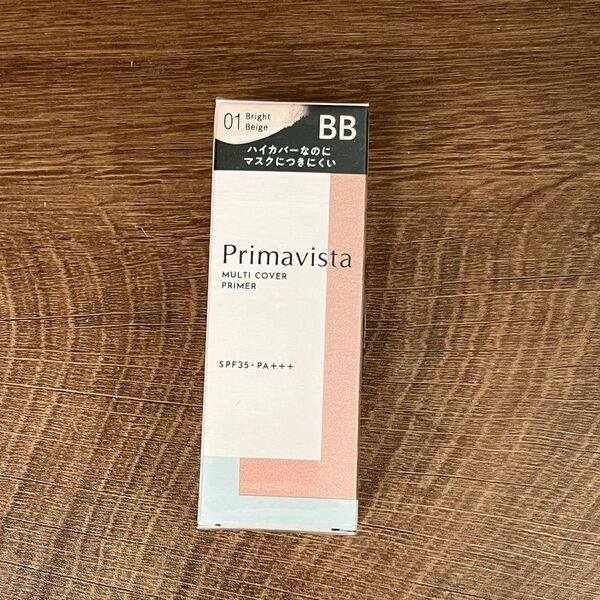 01 Bright Beige
BB
ハイカバーなのに
マスクにつきにくい
Primavista
MULTI COVER
PRIMER
SPF35・PA+++